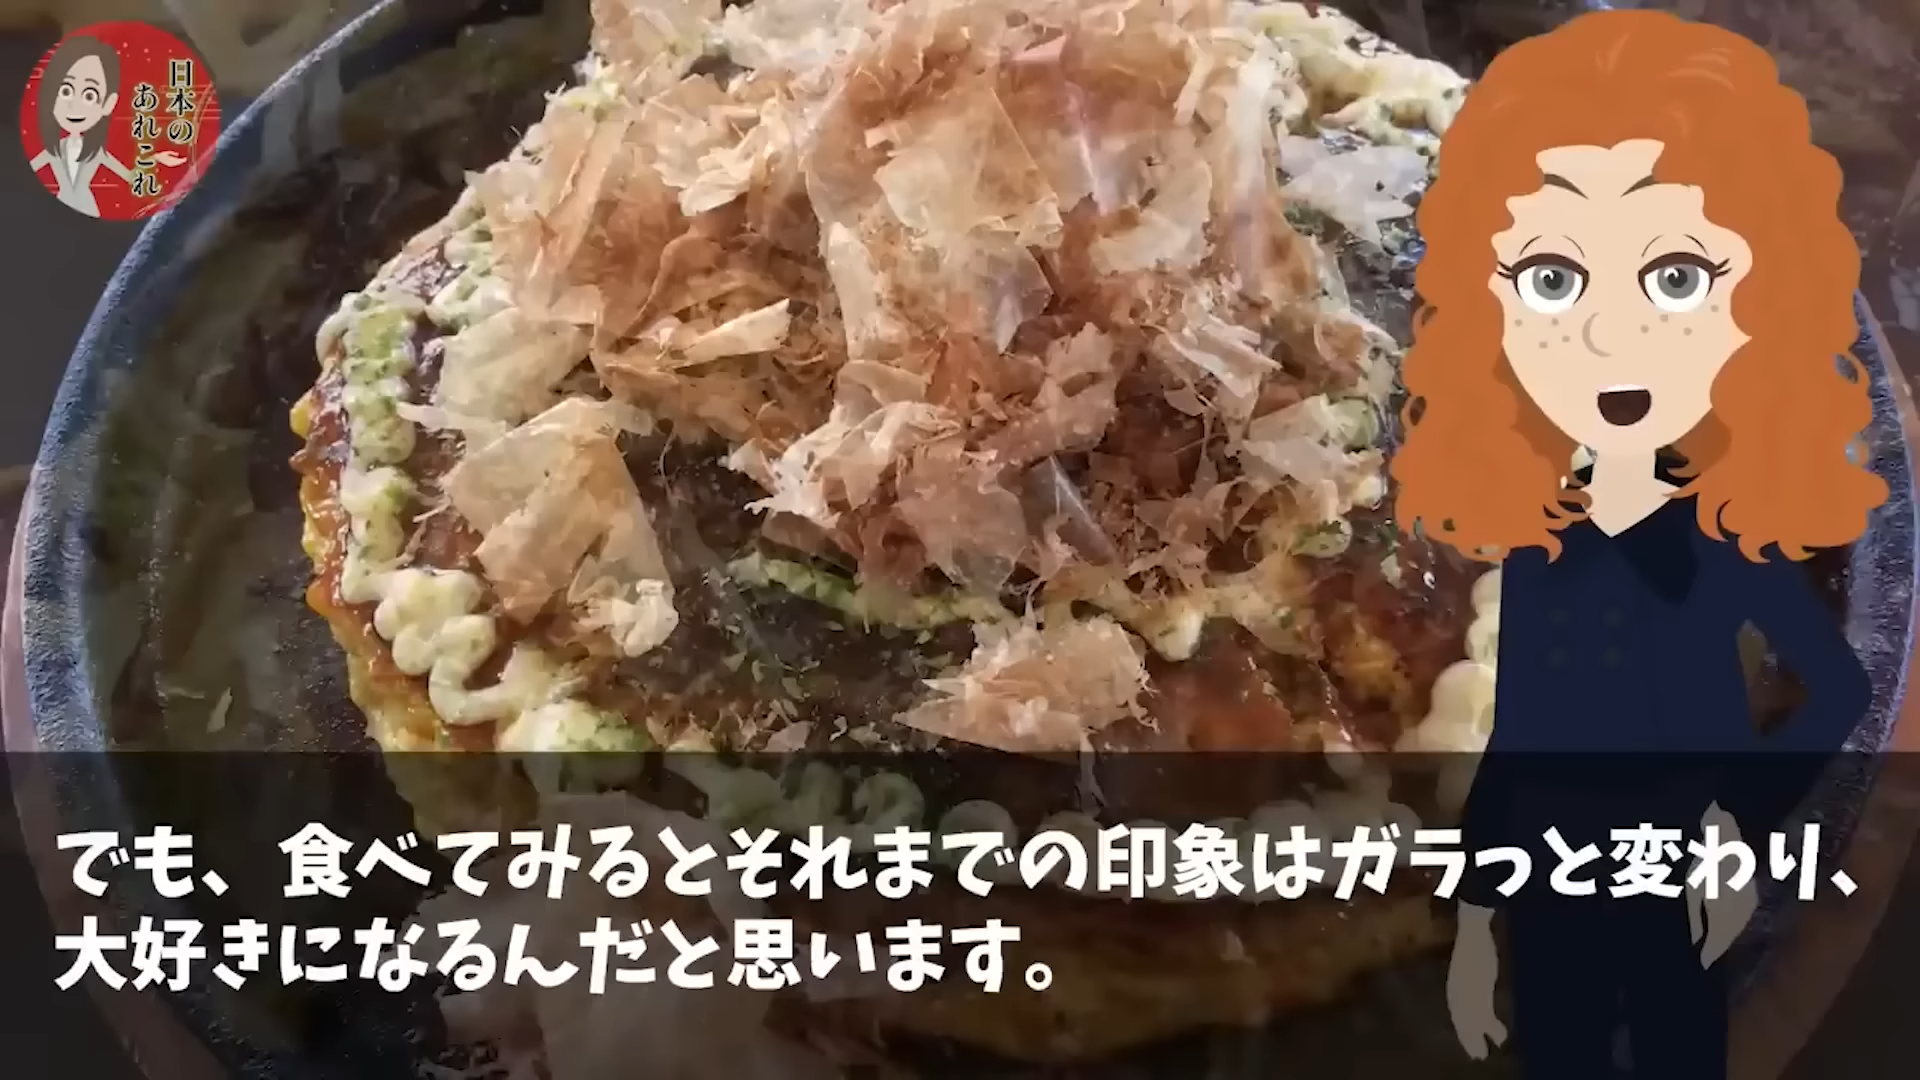 日本の
あれこれ
でも、食べてみるとそれまでの印象はガラっと変わり、
大好きになるんだと思います。